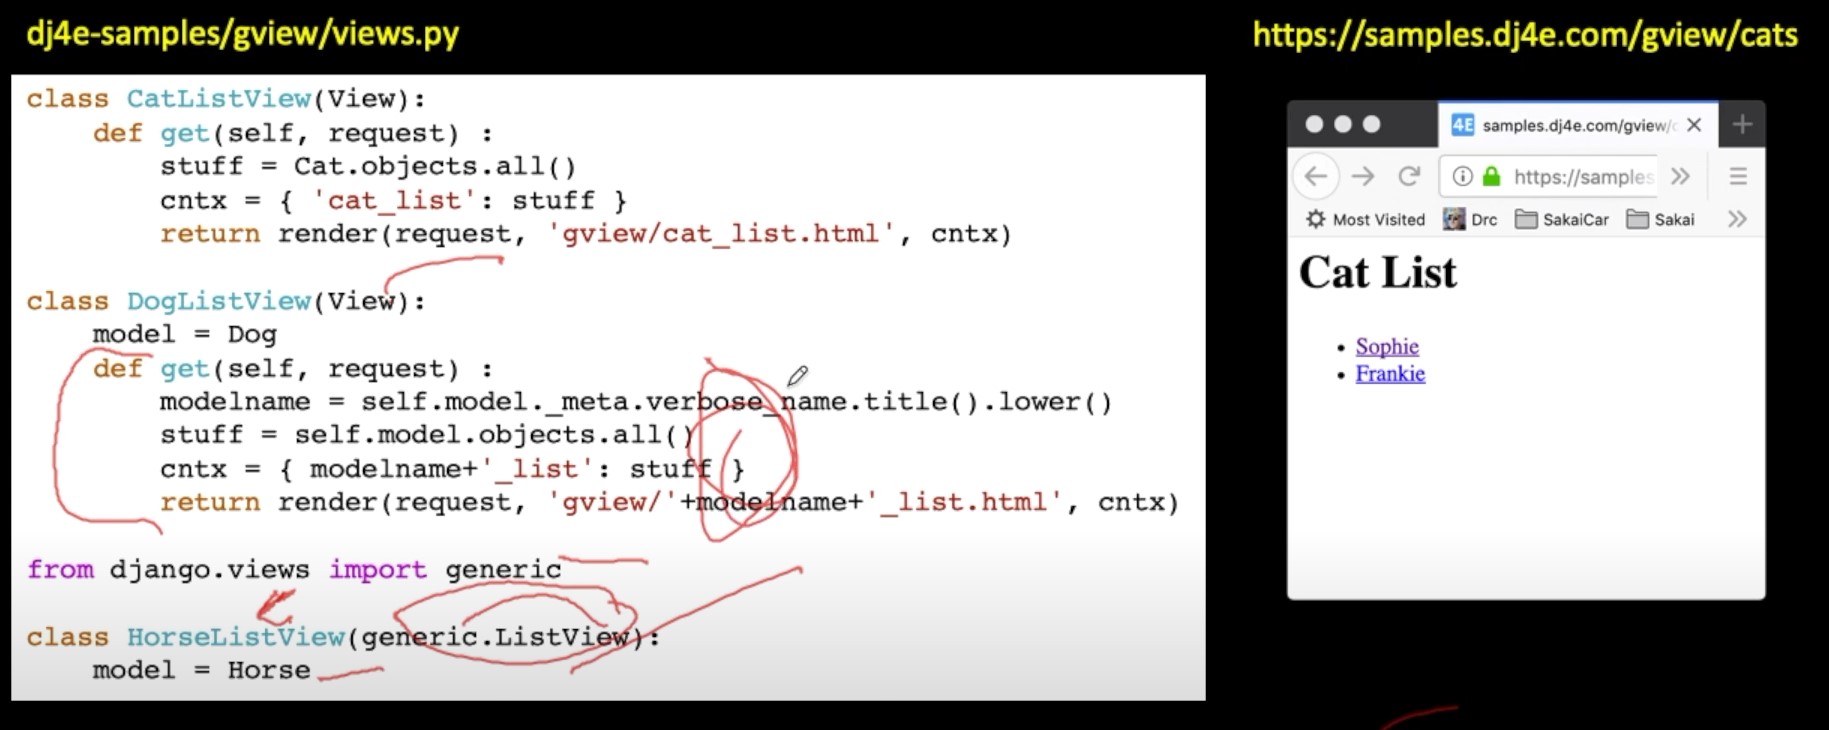 dj4e-samples/gview/views.py
https://samples.dj4e.com/gview/cats
class CatListView(View):
    def get(self, request) :
        stuff = Cat.objects.all()
        cntx = { 'cat_list': stuff }
        return render(request, 'gview/cat_list.html', cntx)
class DogListView(View):
    model = Dog
    def get(self, request) :
        modelname = self.model._meta.verbose_name.title().lower()
        stuff = self.model.objects.all()
        cntx = { modelname+'_list': stuff }
        return render(request, 'gview/'+modelname+'_list.html', cntx)
from django.views import generic
class HorseListView(generic.ListView):
    model = Horse
4E samples.dj4e.com/gview/c
https://samples
Most Visited Drc SakaiCar Sakai
Cat List
Sophie
Frankie